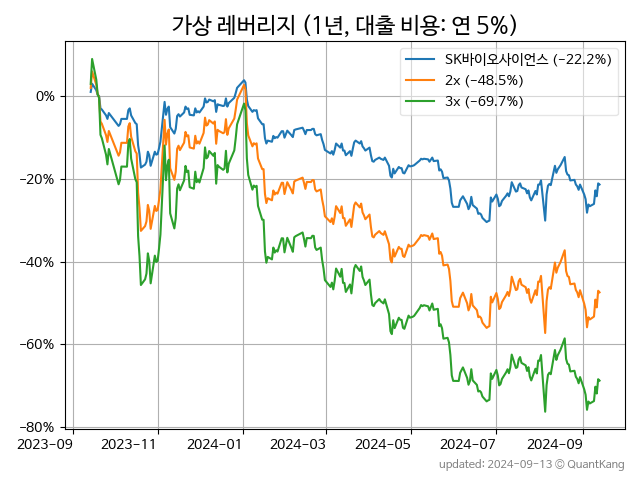 가상 레버리지 (1년, 대출 비용: 연 5%)
SK바이오사이언스 (−22.2%)
2x (−48.5%)
3x (−69.7%)
0%
−20%
−40%
−60%
−80%
2023-09 2023-11 2024-01 2024-03 2024-05 2024-07 2024-09
updated: 2024-09-13 © QuantKang